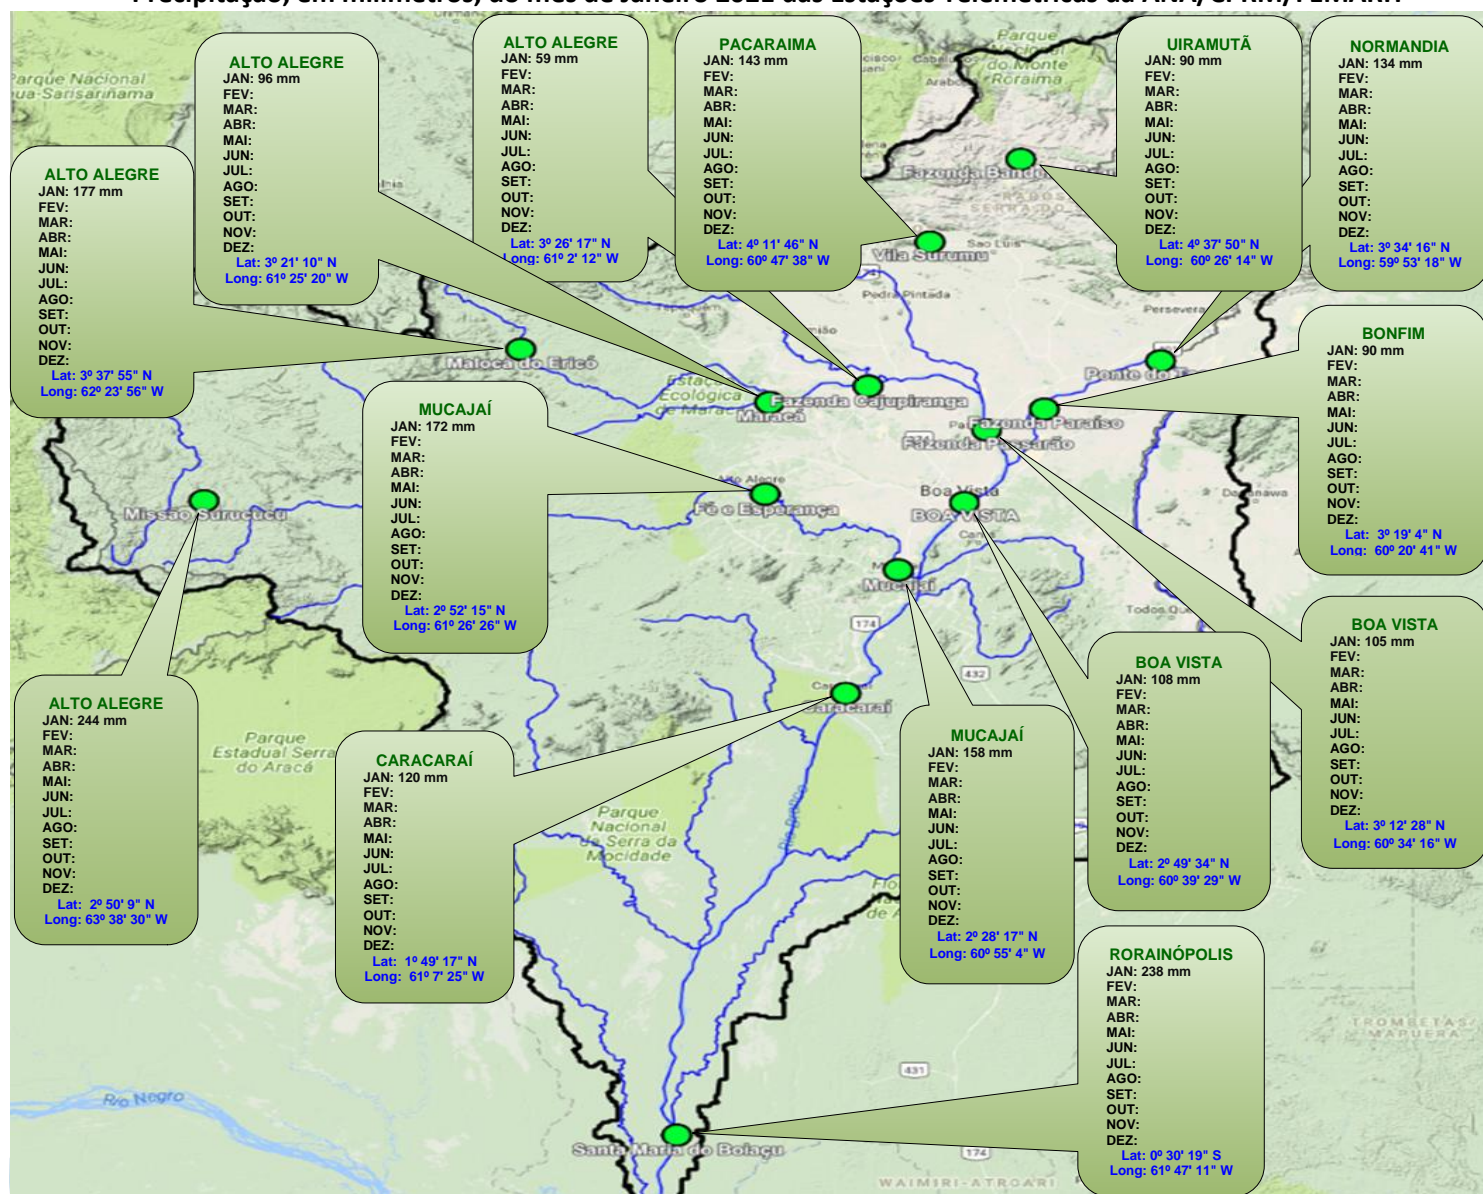 ALTO ALEGRE
JAN: 96 mm
FEV:
MAR:
ABR:
MAI:
JUN:
JUL:
AGO:
SET:
OUT:
NOV:
DEZ:
Lat: 3º 21' 10" N
Long: 61º 25' 20" W
ALTO ALEGRE
JAN: 59 mm
FEV:
MAR:
ABR:
MAI:
JUN:
JUL:
AGO:
SET:
OUT:
NOV:
DEZ:
Lat: 3º 26' 17" N
Long: 61º 2' 12" W
PACARAIMA
JAN: 143 mm
FEV:
MAR:
ABR:
MAI:
JUN:
JUL:
AGO:
SET:
OUT:
NOV:
DEZ:
Lat: 4º 11' 46" N
Long: 60º 47' 38" W
UIRAMUTÃ
JAN: 90 mm
FEV:
MAR:
ABR:
MAI:
JUN:
JUL:
AGO:
SET:
OUT:
NOV:
DEZ:
Lat: 4º 37' 50" N
Long: 60º 26' 14" W
NORMANDIA
JAN: 134 mm
FEV:
MAR:
ABR:
MAI:
JUN:
JUL:
AGO:
SET:
OUT:
NOV:
DEZ:
Lat: 3º 34' 16" N
Long: 59º 53' 18" W
ALTO ALEGRE
JAN: 177 mm
FEV:
MAR:
ABR:
MAI:
JUN:
JUL:
AGO:
SET:
OUT:
NOV:
DEZ:
Lat: 3º 37' 55" N
Long: 62º 23' 56" W
MUCAJAÍ
JAN: 172 mm
FEV:
MAR:
ABR:
MAI:
JUN:
JUL:
AGO:
SET:
OUT:
NOV:
DEZ:
Lat: 2º 52' 15" N
Long: 61º 26' 26" W
BONFIM
JAN: 90 mm
FEV:
MAR:
ABR:
MAI:
JUN:
JUL:
AGO:
SET:
OUT:
NOV:
DEZ:
Lat: 3º 19' 4" N
Long: 60º 20' 41" W
BOA VISTA
JAN: 105 mm
FEV:
MAR:
ABR:
MAI:
JUN:
JUL:
AGO:
SET:
OUT:
NOV:
DEZ:
Lat: 3º 12' 28" N
Long: 60º 34' 16" W
BOA VISTA
JAN: 108 mm
FEV:
MAR:
ABR:
MAI:
JUN:
JUL:
AGO:
SET:
OUT:
NOV:
DEZ:
Lat: 2º 49' 34" N
Long: 60º 39' 29" W
ALTO ALEGRE
JAN: 244 mm
FEV:
MAR:
ABR:
MAI:
JUN:
JUL:
AGO:
SET:
OUT:
NOV:
DEZ:
Lat: 2º 50' 9" N
Long: 63º 38' 30" W
CARACARAÍ
JAN: 120 mm
FEV:
MAR:
ABR:
MAI:
JUN:
JUL:
AGO:
SET:
OUT:
NOV:
DEZ:
Lat: 1º 49' 17" N
Long: 61º 7' 25" W
MUCAJAÍ
JAN: 158 mm
FEV:
MAR:
ABR:
MAI:
JUN:
JUL:
AGO:
SET:
OUT:
NOV:
DEZ:
Lat: 2º 28' 17" N
Long: 60º 55' 4" W
RORAINÓPOLIS
JAN: 238 mm
FEV:
MAR:
ABR:
MAI:
JUN:
JUL:
AGO:
SET:
OUT:
NOV:
DEZ:
Lat: 0º 30' 19" S
Long: 61º 47' 11" W
Parque Nacional
do Monte
Roraima
Fazenda
Vila Surumu
Sao Luis
Pedra Pintada
Maloca do Ericó
Ecológica
Maracá
Fazenda Cajupiranga
Ponte do
Fazenda Paraíso
Fazenda Passarão
Missão Surucucu
Alto Alegre
Fé e Esperança
Boa Vista
BOA VISTA
Mucajaí
174
432
Caracaraí
Parque
Estadual Serra
do Aracá
Parque
Nacional
da Serra da
Mocidade
Rio Branco
Rio Negro
431
174
Santa Maria do Boiaçu
WAIMIRI-ATROARI